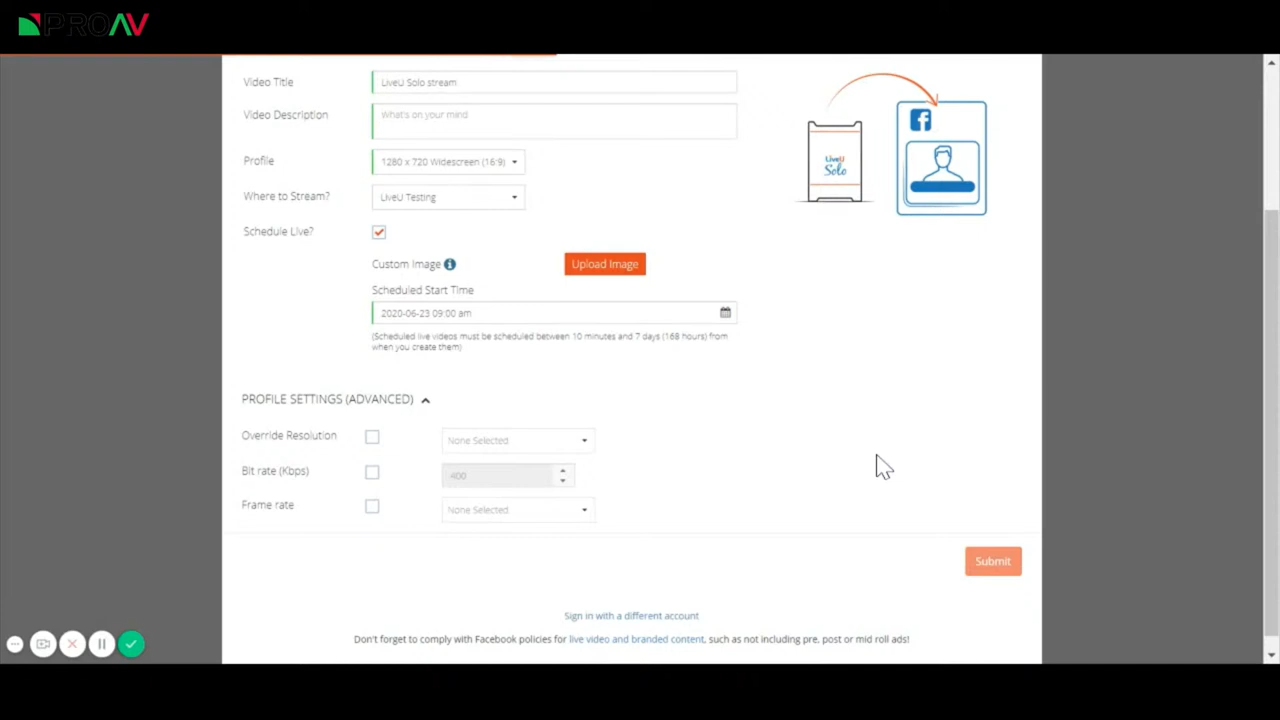 PROAV
Video Title
LiveU Solo stream
Video Description
What's on your mind
Profile
1280 x 720 Widescreen (16:9)
Where to Stream?
LiveU Testing
Schedule Live?
Custom Image
Upload Image
Scheduled Start Time
2020-06-23 09:00 am
(Scheduled live videos must be scheduled between 10 minutes and 7 days (168 hours) from
when you create them)
LiveU
Solo
PROFILE SETTINGS (ADVANCED)
Override Resolution
None Selected
Bit rate (Kbps)
400
Frame rate
None Selected
Submit
Sign in with a different account
Don't forget to comply with Facebook policies for live video and branded content, such as not including pre, post or mid roll ads!